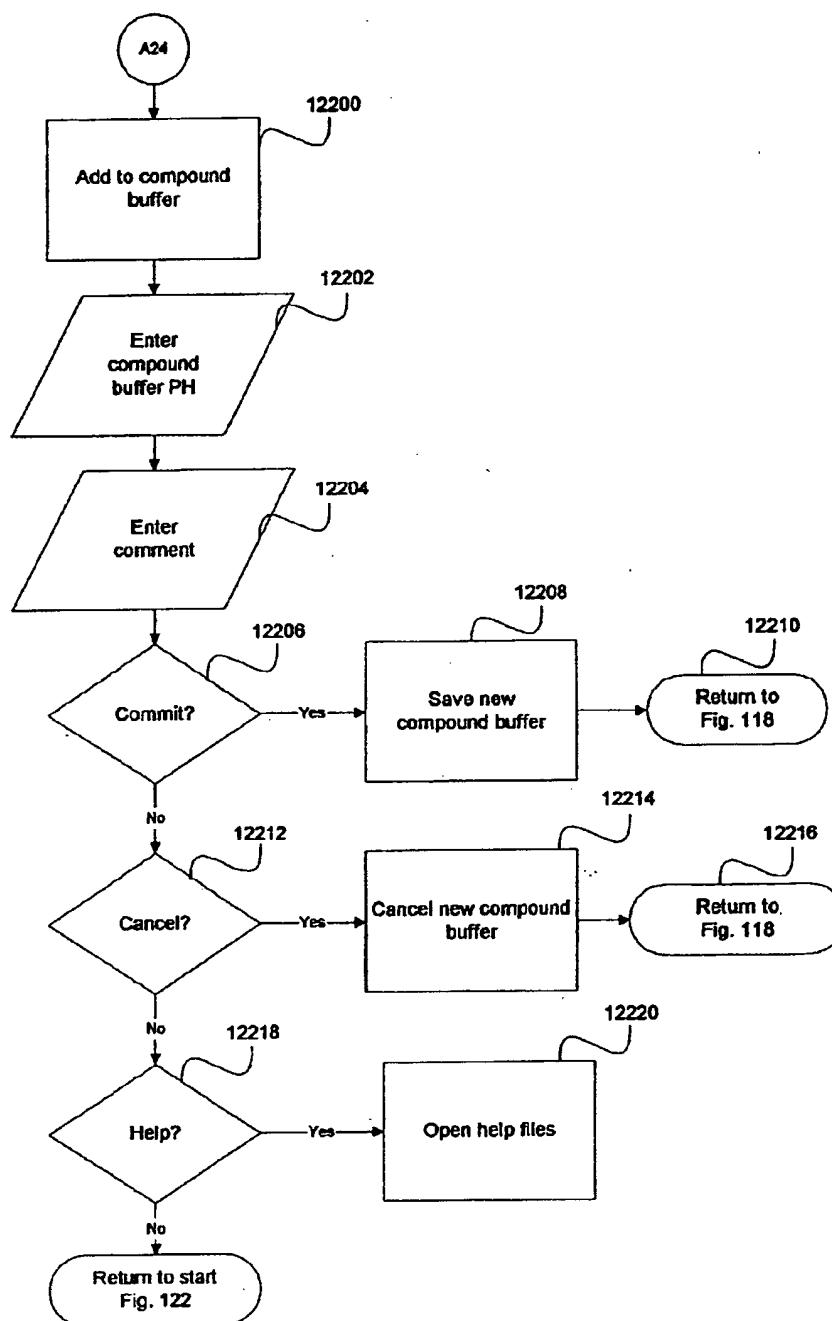 A24
12200
Add to compound
buffer
12202
Enter
compound
buffer PH
12204
Enter
comment
12206
Commit?
Yes
12208
Save new
compound buffer
12210
Return to
Fig. 118
No
12212
Cancel?
Yes
12214
Cancel new compound
buffer
12216
Return to
Fig. 118
No
12218
Help?
Yes
12220
Open help files
No
Return to start
Fig. 122